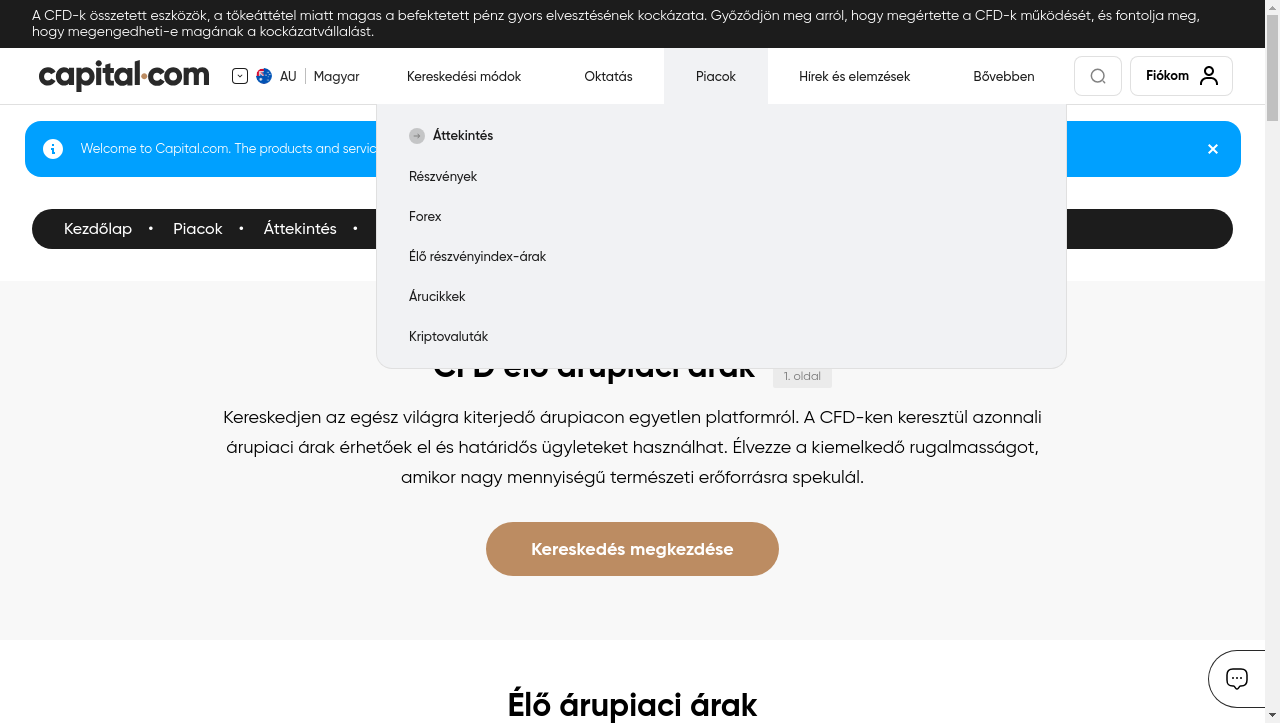 A CFD-k összetett eszközök, a tőkeáttétel miatt magas a befektetett pénz gyors elvesztésének kockázata. Győződjön meg arról, hogy megértette a CFD-k működését, és fontolja meg,
hogy megengedheti-e magának a kockázatvállalást.
capital.com AU Magyar Kereskedési módok Oktatás Piacok Hírek és elemzések Bővebben Fiókom
Áttekintés
Welcome to Capital.com. The products and servic
Részvények
Forex
Kezdőlap • Piacok • Áttekintés •
Élő részvényindex-árak
Árucikkek
Kriptovaluták
CFD élő árupiaci árak 1. oldal
Kereskedjen az egész világra kiterjedő árupiacon egyetlen platformról. A CFD-ken keresztül azonnali
árupiaci árak érhetőek el és határidős ügyleteket használhat. Élvezze a kiemelkedő rugalmasságot,
amikor nagy mennyiségű természeti erőforrásra spekulál.
Kereskedés megkezdése
Élő árupiaci árak